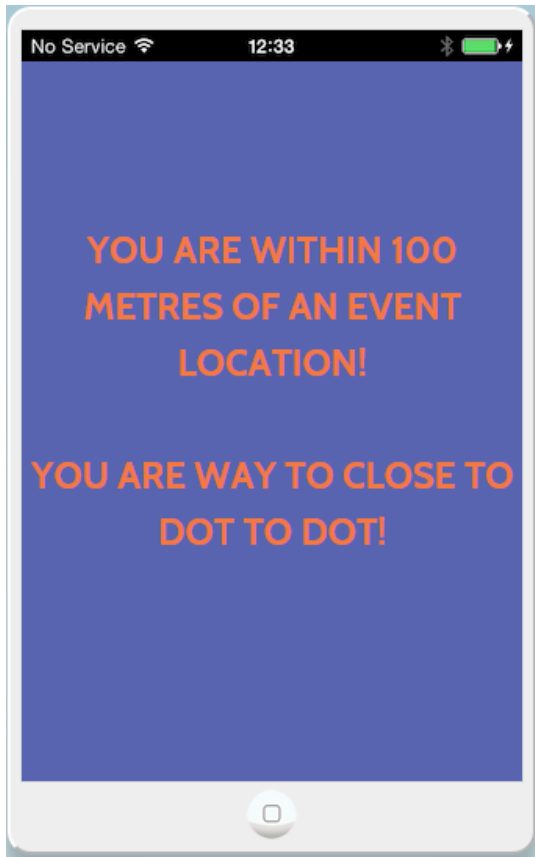 No Service 12:33
YOU ARE WITHIN 100
METRES OF AN EVENT
LOCATION!
YOU ARE WAY TO CLOSE TO
DOT TO DOT!